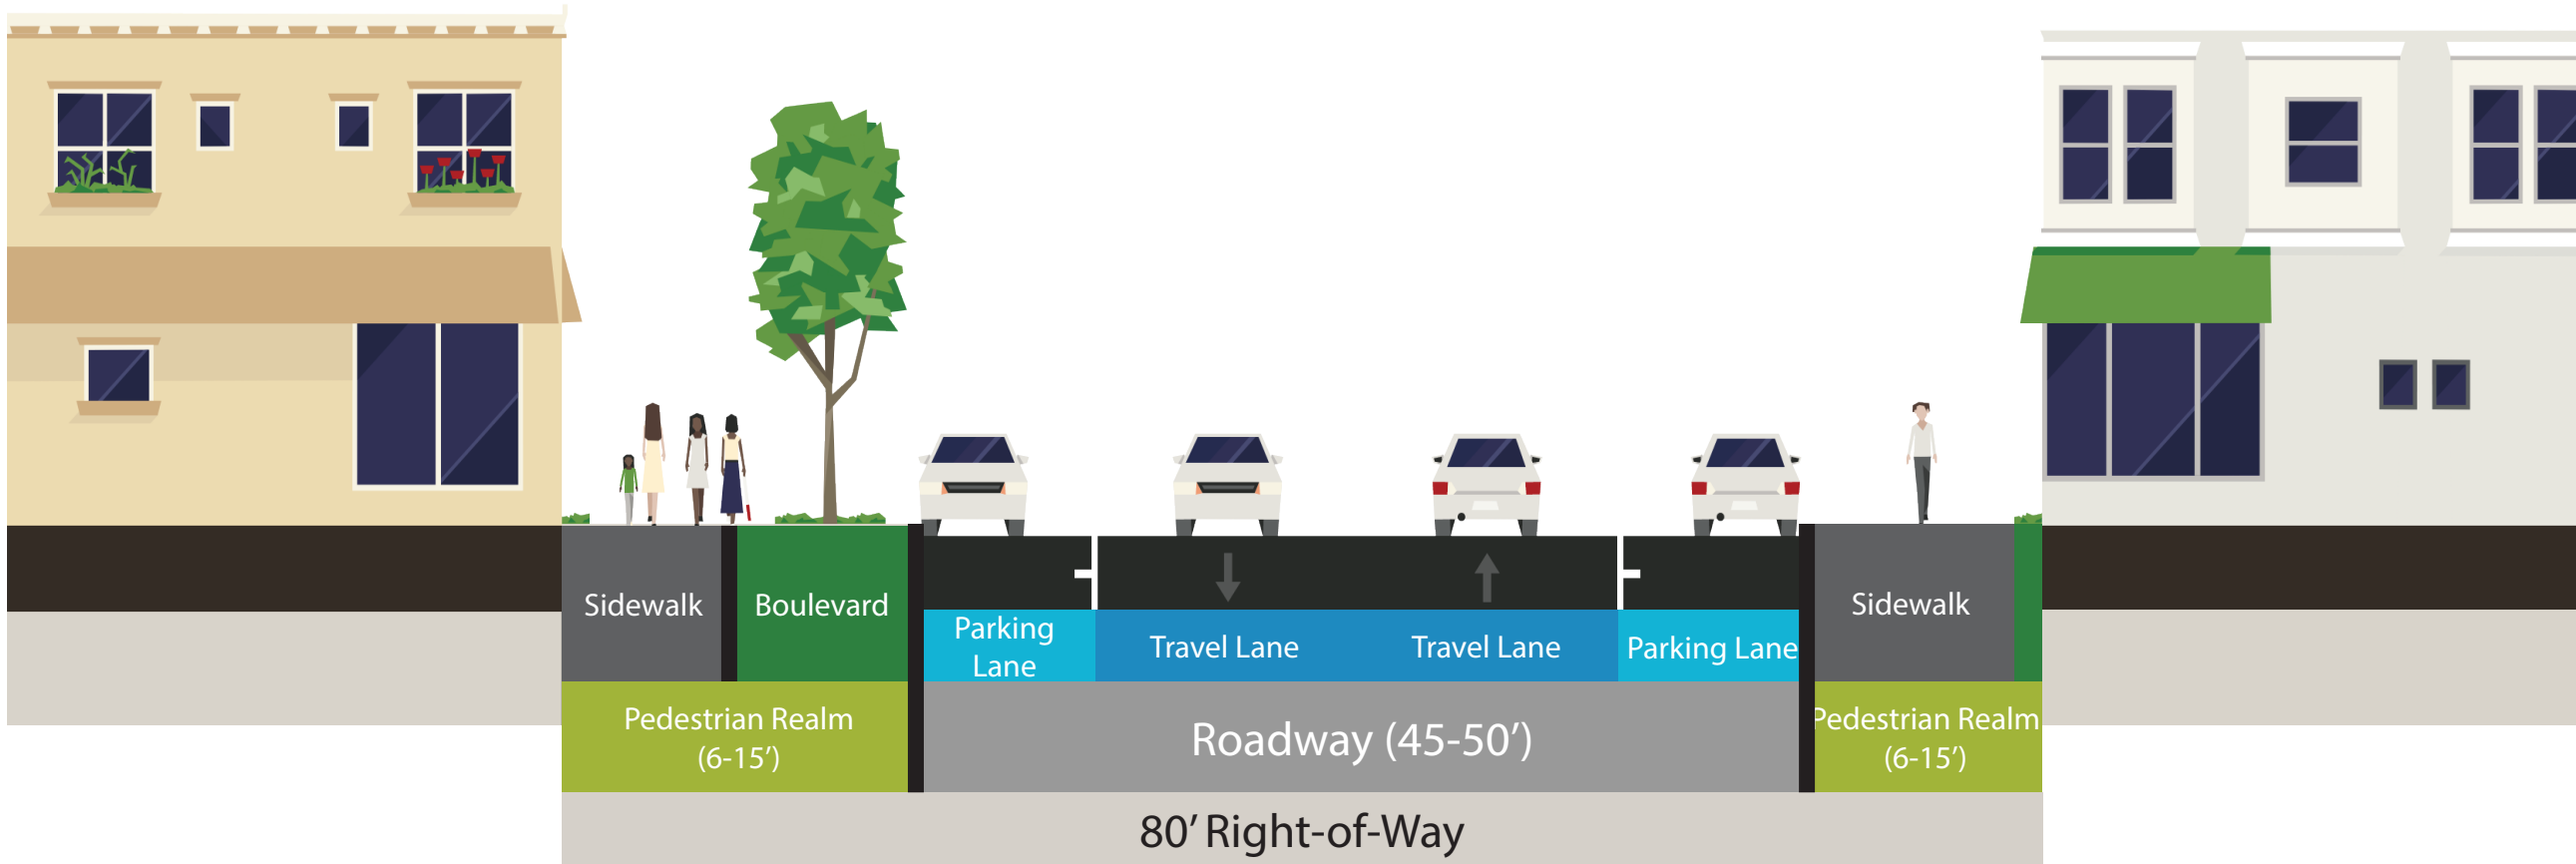 Sidewalk
Boulevard
Parking
Lane
Travel Lane
Travel Lane
Parking Lane
Sidewalk
Pedestrian Realm
(6-15’)
Roadway (45-50’)
Pedestrian Realm
(6-15’)
80’ Right-of-Way